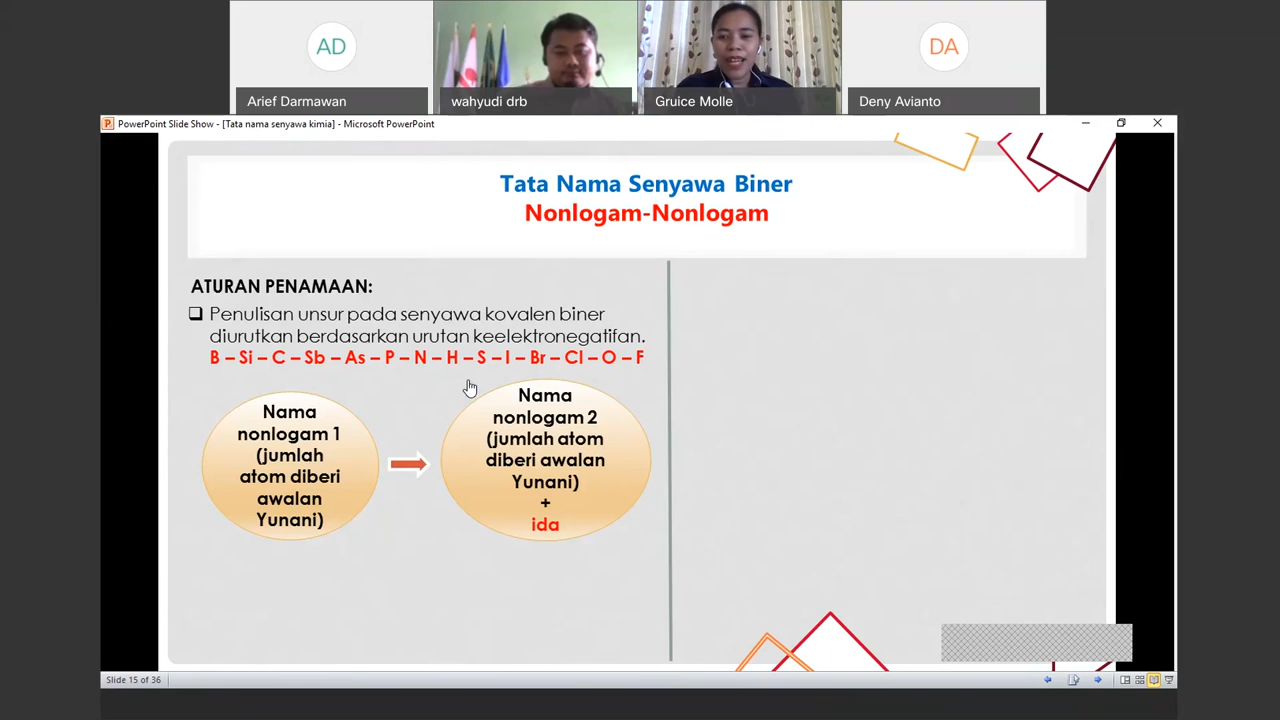 AD
DA
Arief Darmawan
wahyudi drb
Gruice Molle
Deny Avianto
P PowerPoint Slide Show - [Tata nama senyawa kimia] - Microsoft PowerPoint
Tata Nama Senyawa Biner
Nonlogam-Nonlogam
ATURAN PENAMAAN:
❑ Penulisan unsur pada senyawa kovalen biner
diurutkan berdasarkan urutan keelektronegatifan.
B – Si – C – Sb – As – P – N – H – S – I – Br – Cl – O – F
Nama
nonlogam 1
(jumlah
atom diberi
awalan
Yunani)
Nama
nonlogam 2
(jumlah atom
diberi awalan
Yunani)
+
ida
Slide 15 of 36